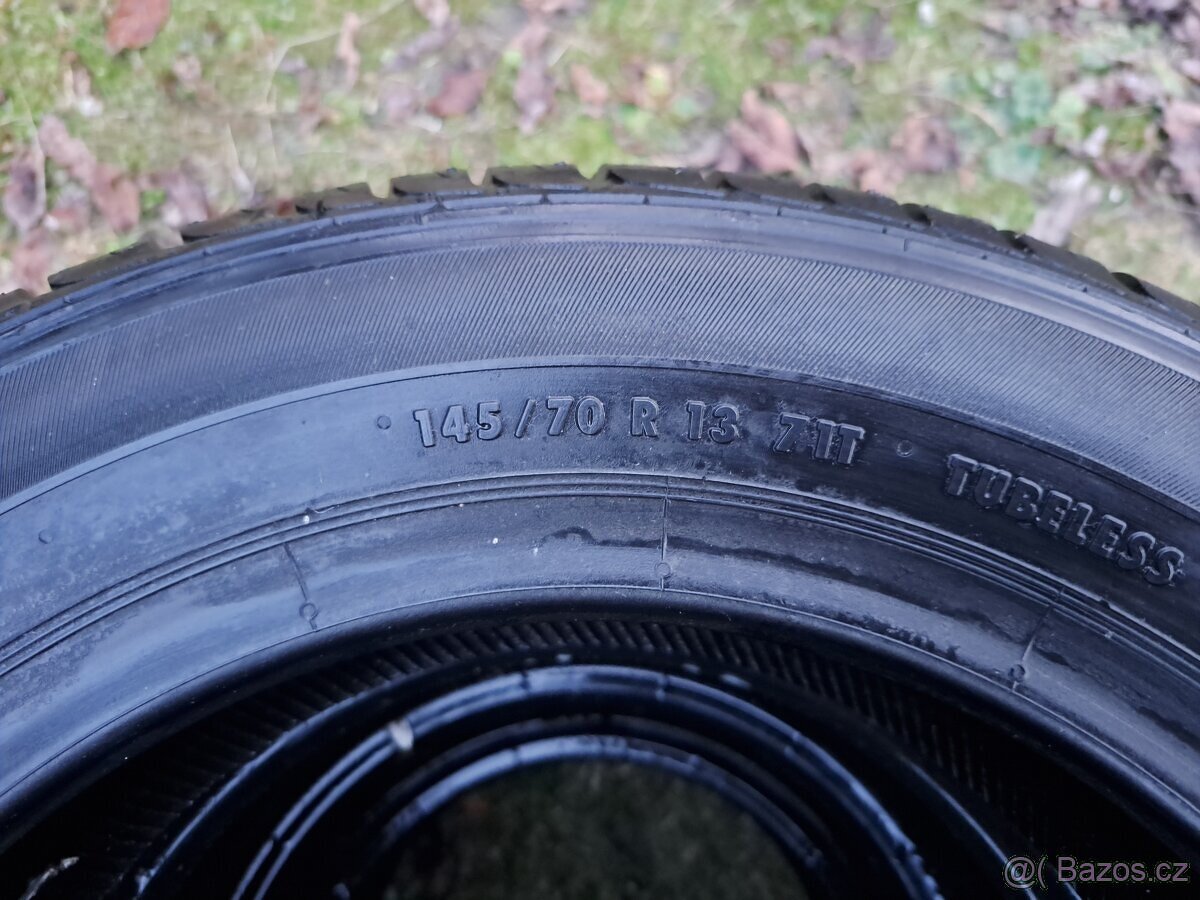 145/70 R 13 71T TUBELESS
@( Bazos.cz